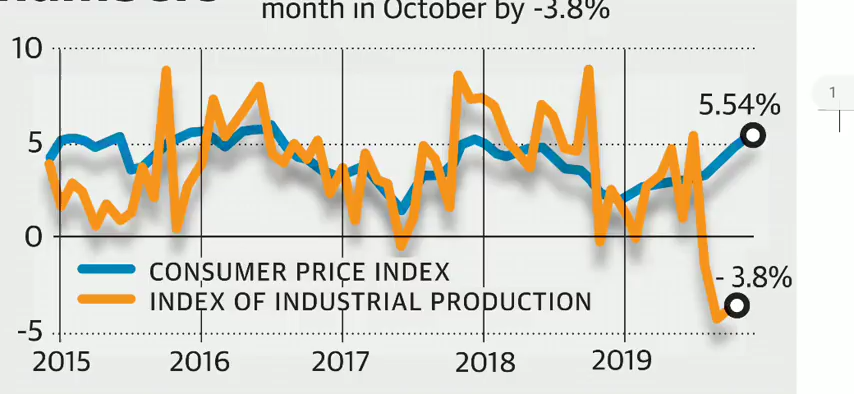 month in October by -3.8%
10
5.54%
5
0
- 3.8%
CONSUMER PRICE INDEX
INDEX OF INDUSTRIAL PRODUCTION
-5
2015 2016 2017 2018 2019
1